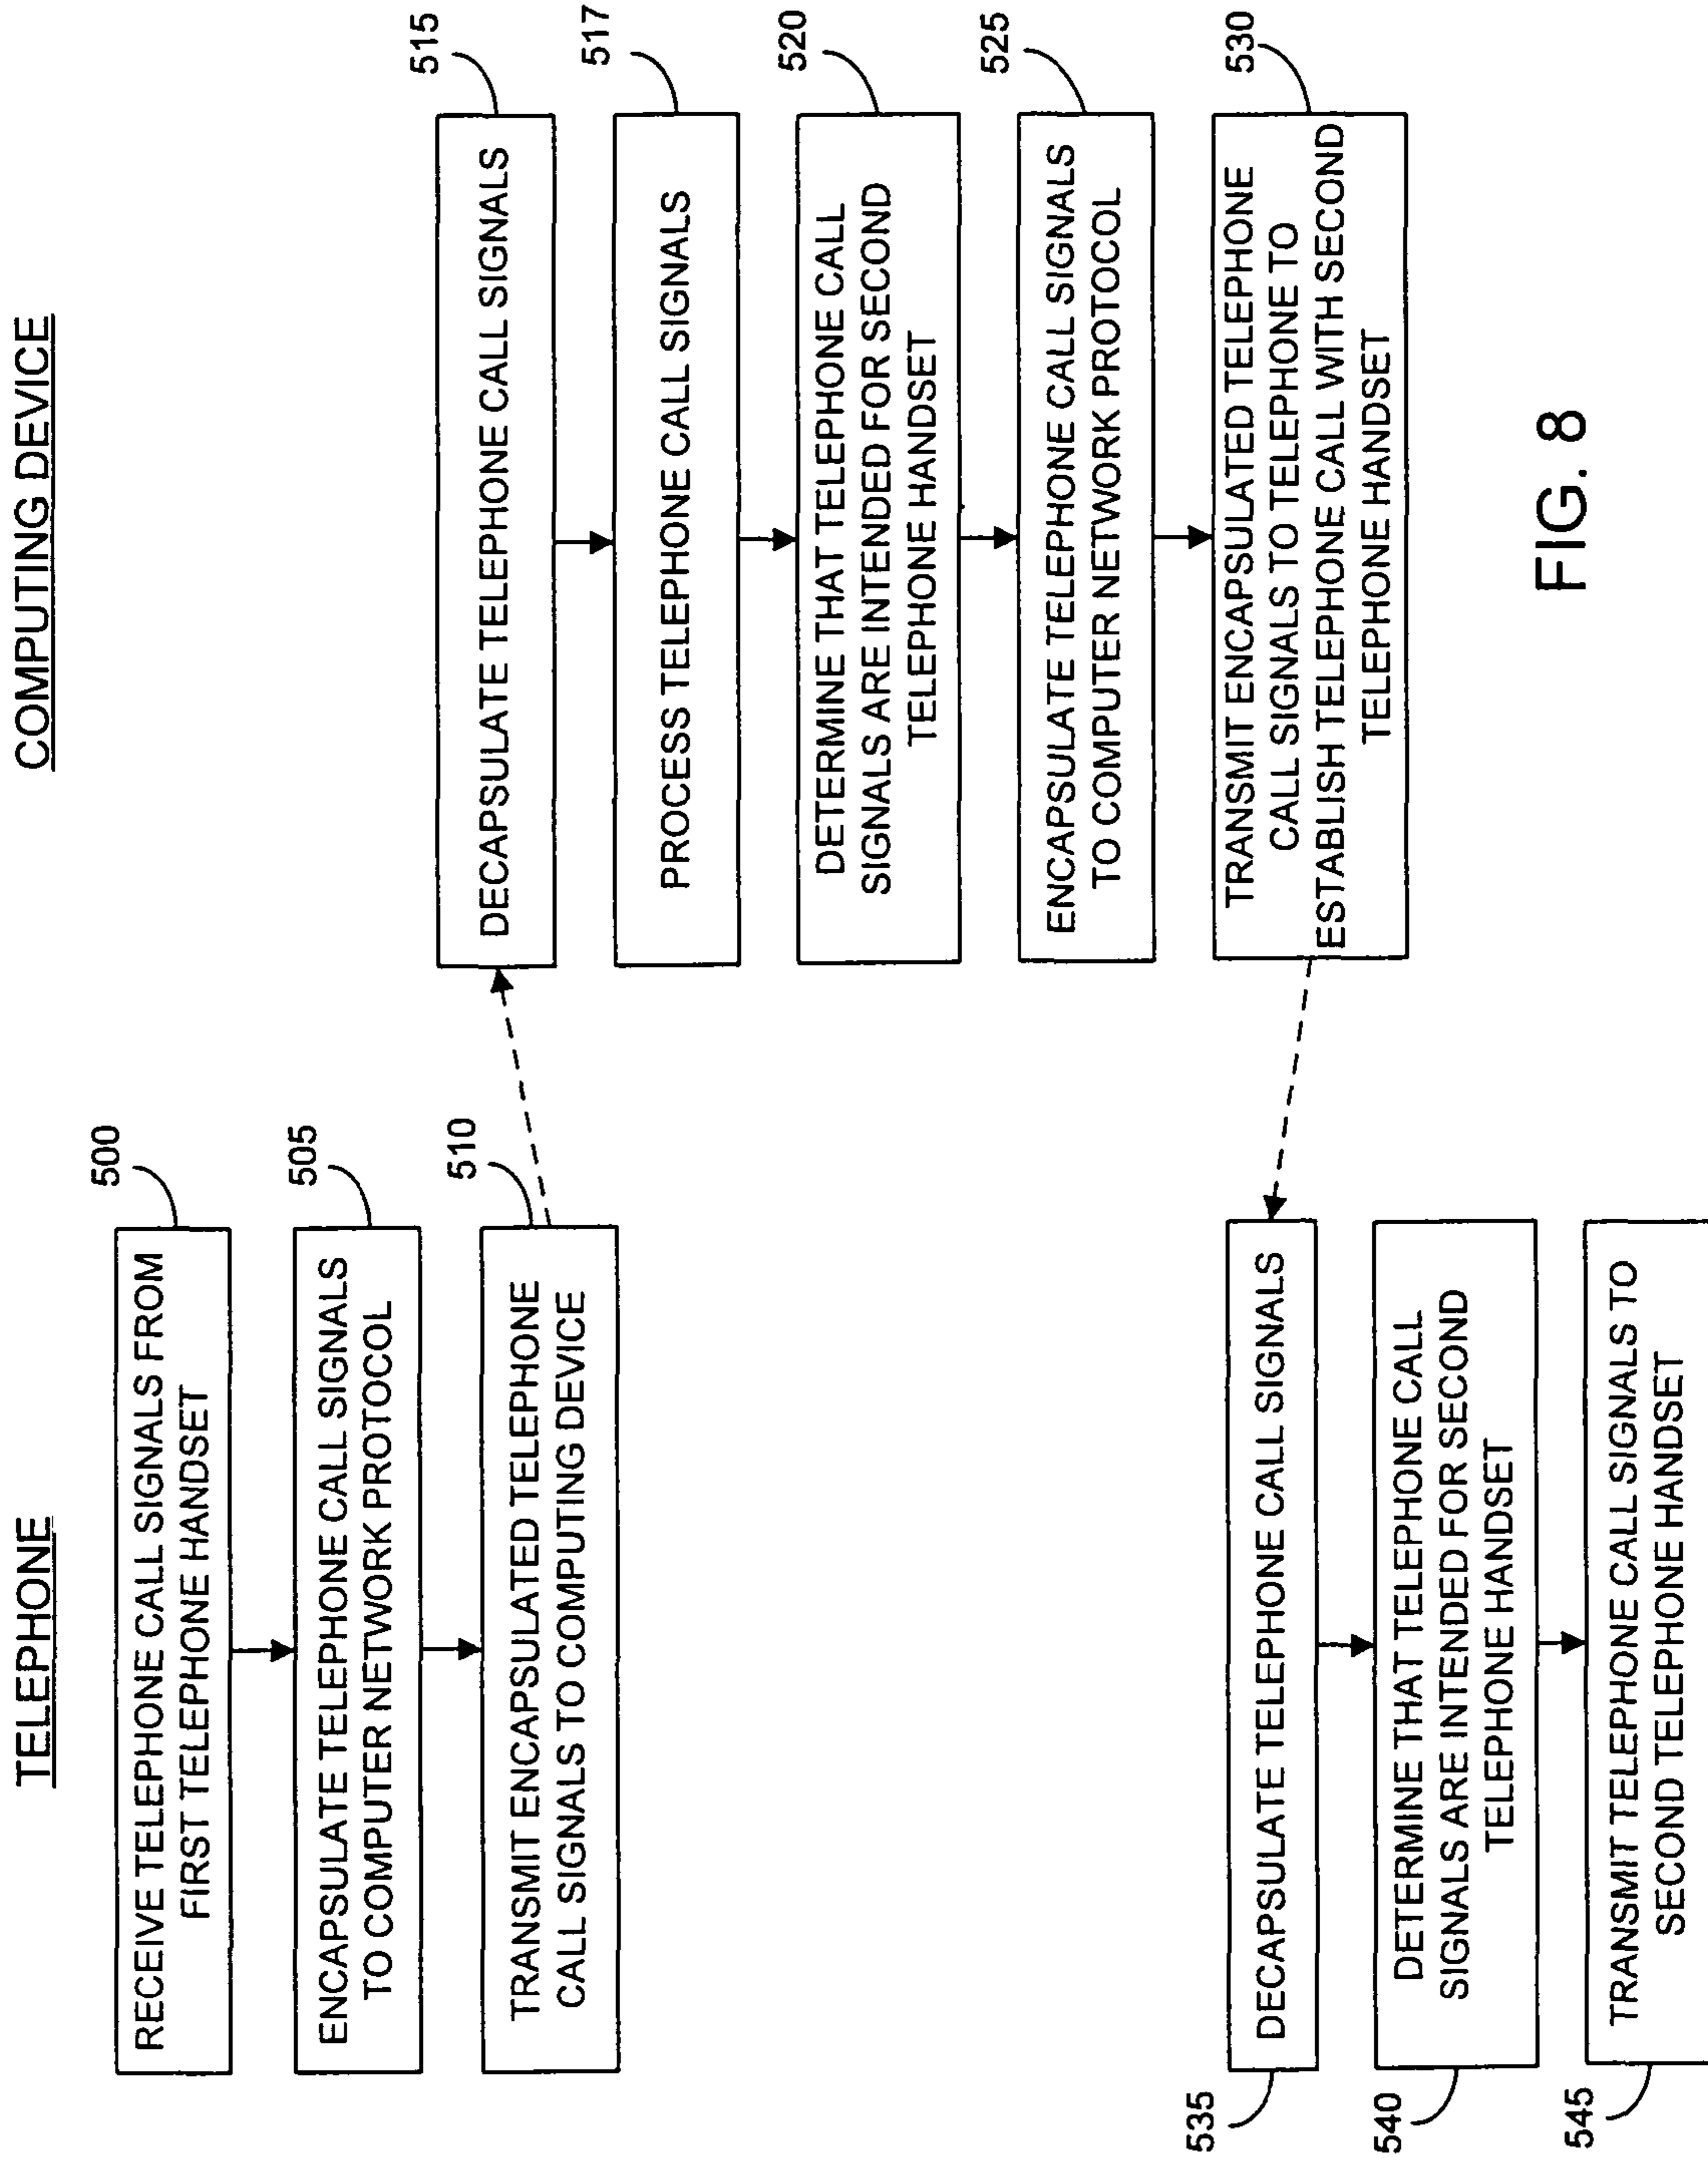 TELEPHONE
COMPUTING DEVICE
500
RECEIVE TELEPHONE CALL SIGNALS FROM
FIRST TELEPHONE HANDSET
505
ENCAPSULATE TELEPHONE CALL SIGNALS
TO COMPUTER NETWORK PROTOCOL
510
TRANSMIT ENCAPSULATED TELEPHONE
CALL SIGNALS TO COMPUTING DEVICE
515
DECAPSULATE TELEPHONE CALL SIGNALS
517
PROCESS TELEPHONE CALL SIGNALS
520
DETERMINE THAT TELEPHONE CALL
SIGNALS ARE INTENDED FOR SECOND
TELEPHONE HANDSET
525
ENCAPSULATE TELEPHONE CALL SIGNALS
TO COMPUTER NETWORK PROTOCOL
530
TRANSMIT ENCAPSULATED TELEPHONE
CALL SIGNALS TO TELEPHONE TO
ESTABLISH TELEPHONE CALL WITH SECOND
TELEPHONE HANDSET
535
DECAPSULATE TELEPHONE CALL SIGNALS
540
DETERMINE THAT TELEPHONE CALL
SIGNALS ARE INTENDED FOR SECOND
TELEPHONE HANDSET
545
TRANSMIT TELEPHONE CALL SIGNALS TO
SECOND TELEPHONE HANDSET
FIG. 8